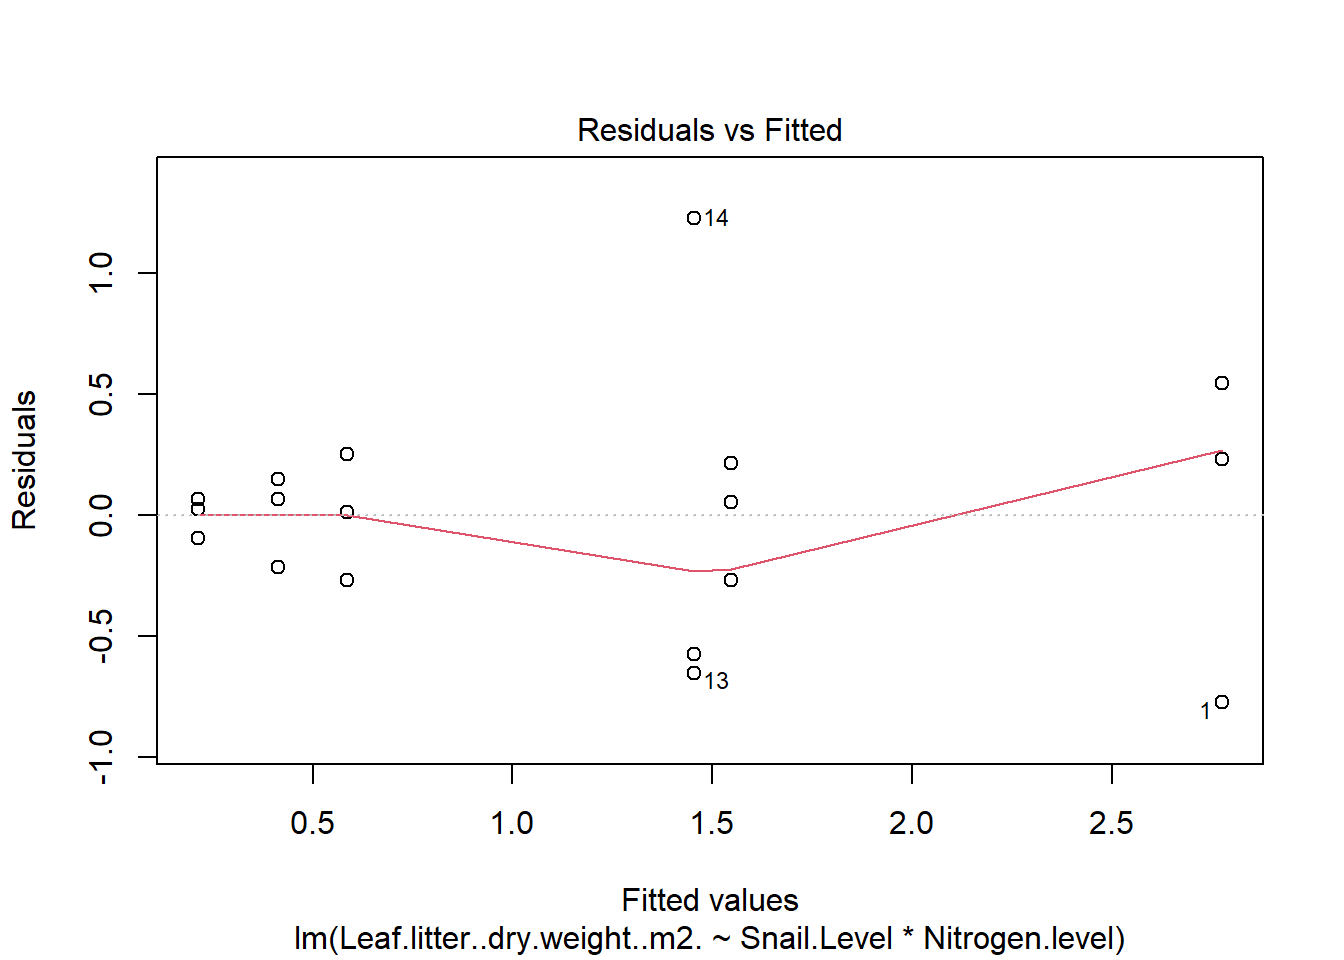 Residuals vs Fitted
Residuals
1.0
0.5
0.0
-0.5
-1.0
14
13
1
0.5 1.0 1.5 2.0 2.5
Fitted values
lm(Leaf.litter..dry.weight..m2. ~ Snail.Level * Nitrogen.level)